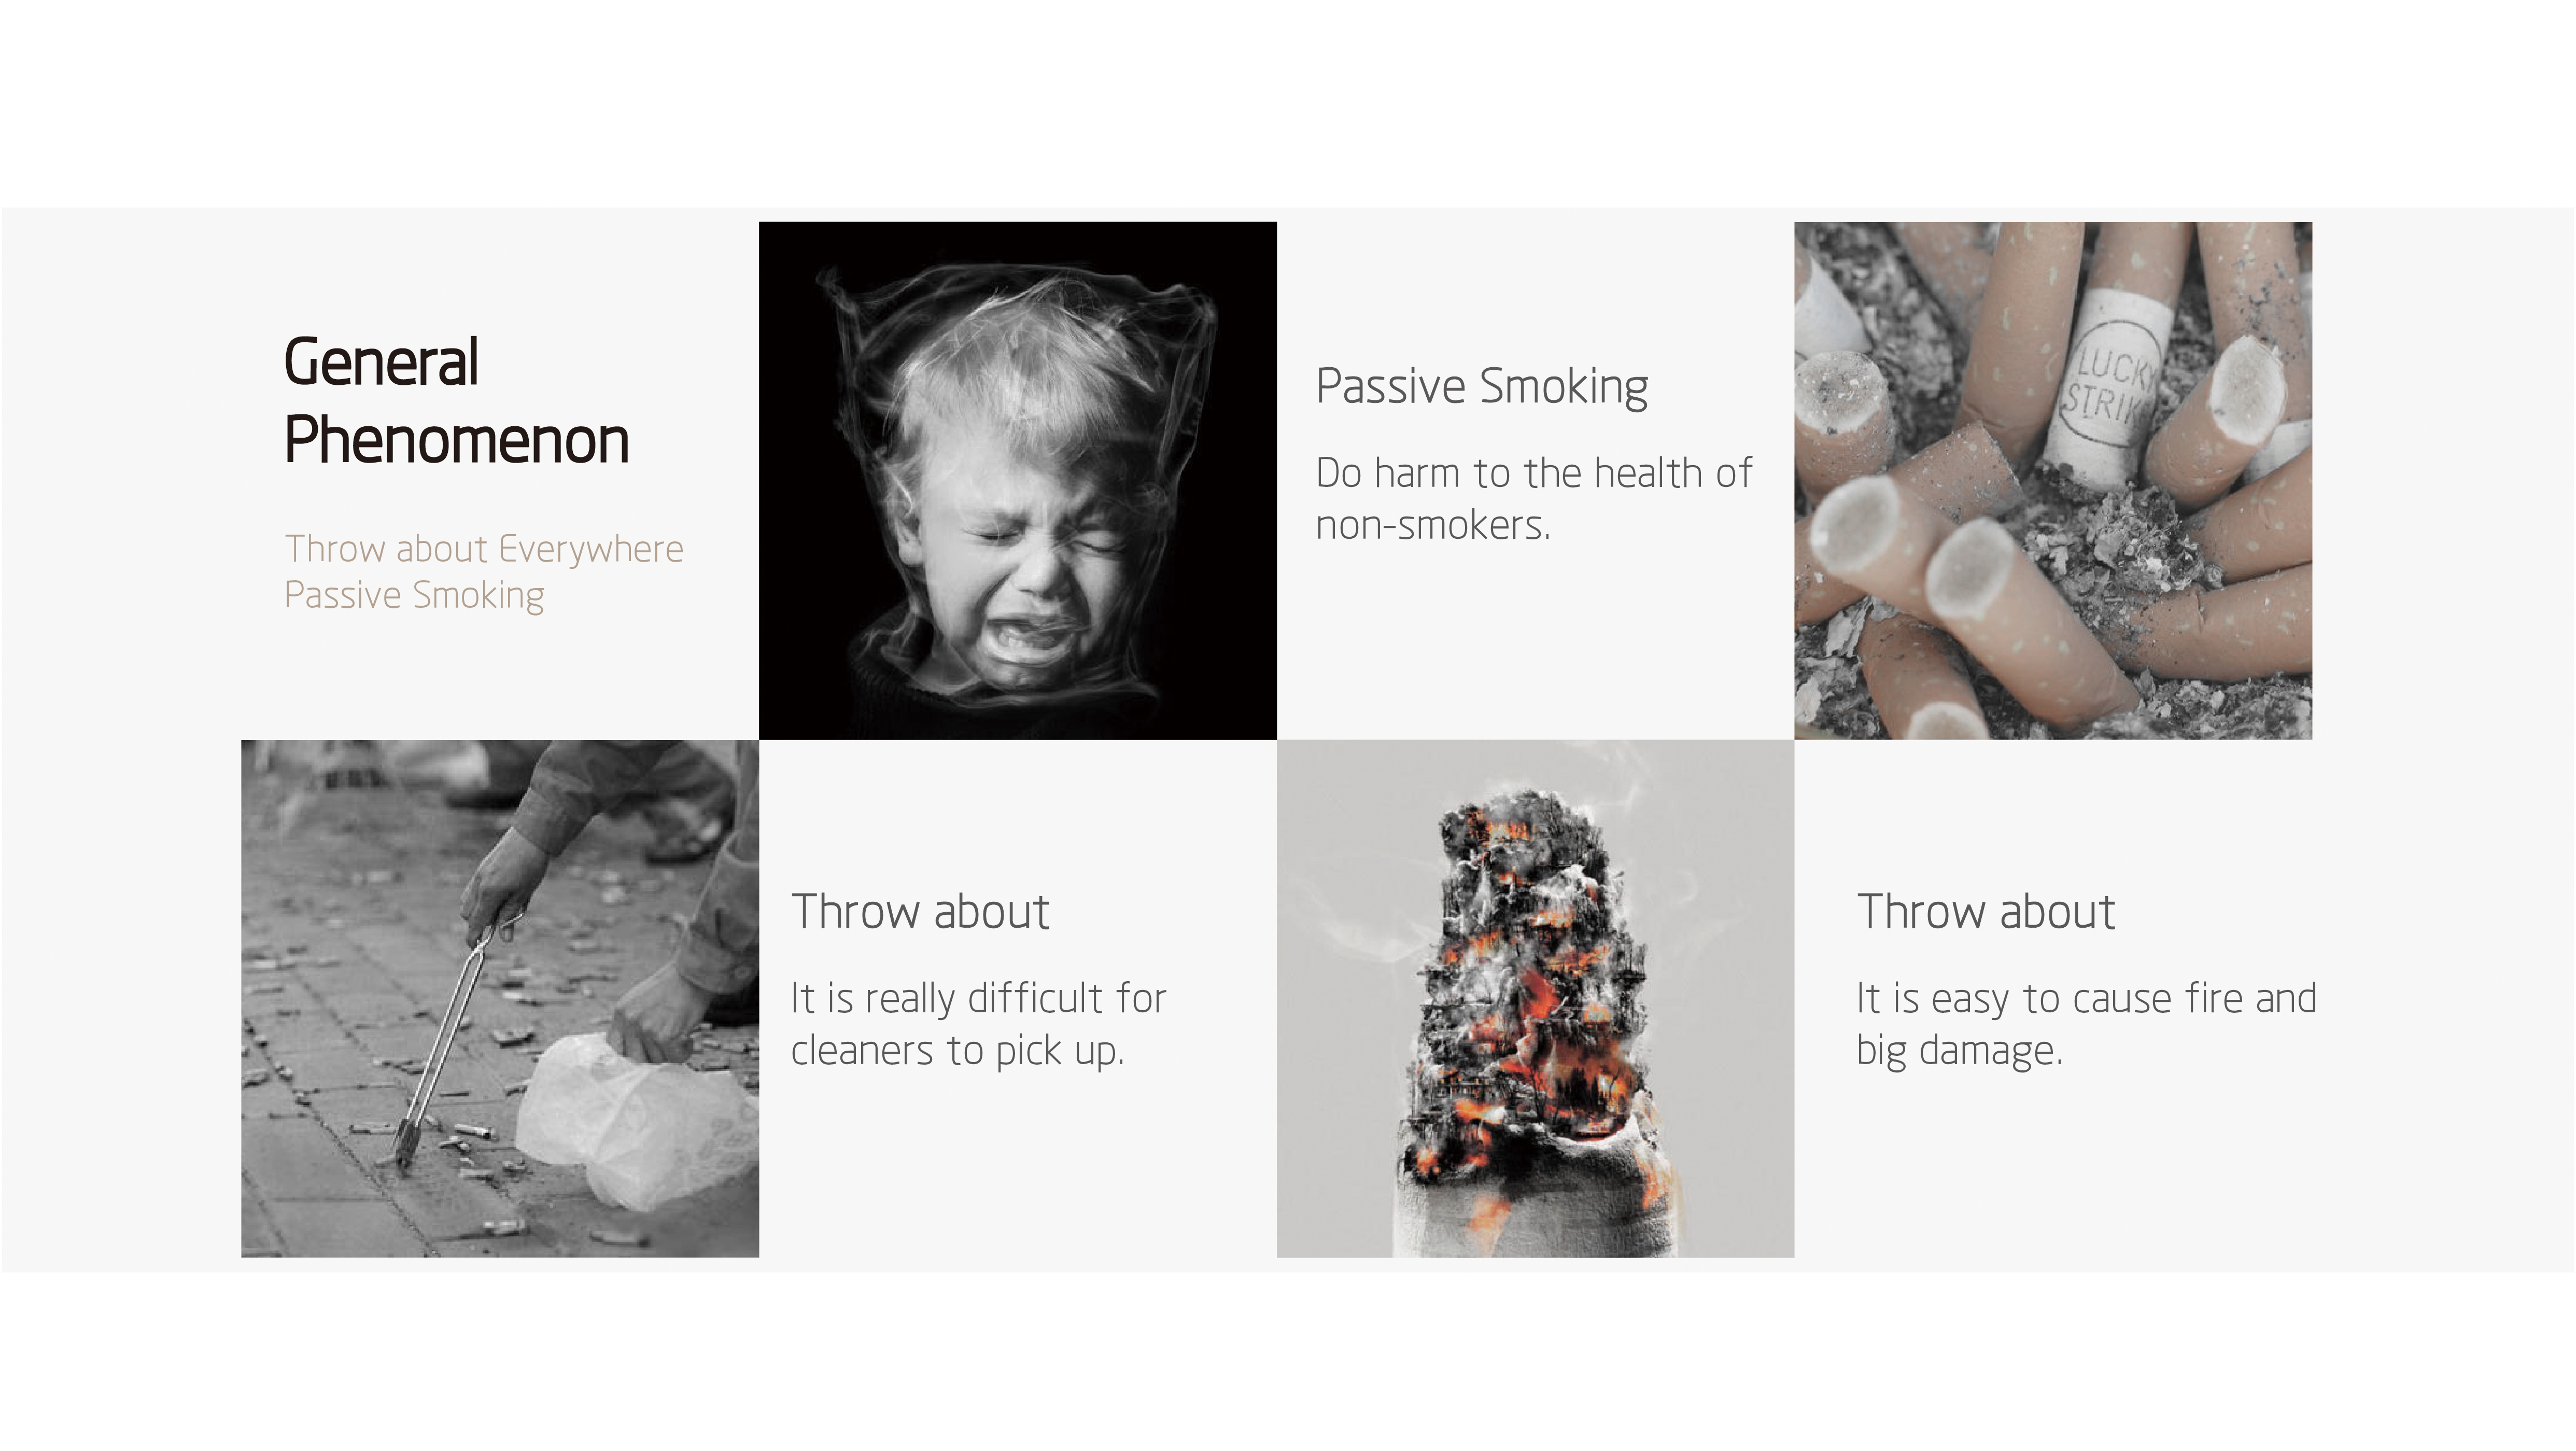 General
Phenomenon
Throw about Everywhere
Passive Smoking
Passive Smoking
Do harm to the health of
non-smokers.
LUCKY
STRIK
Throw about
It is really difficult for
cleaners to pick up.
Throw about
It is easy to cause fire and
big damage.